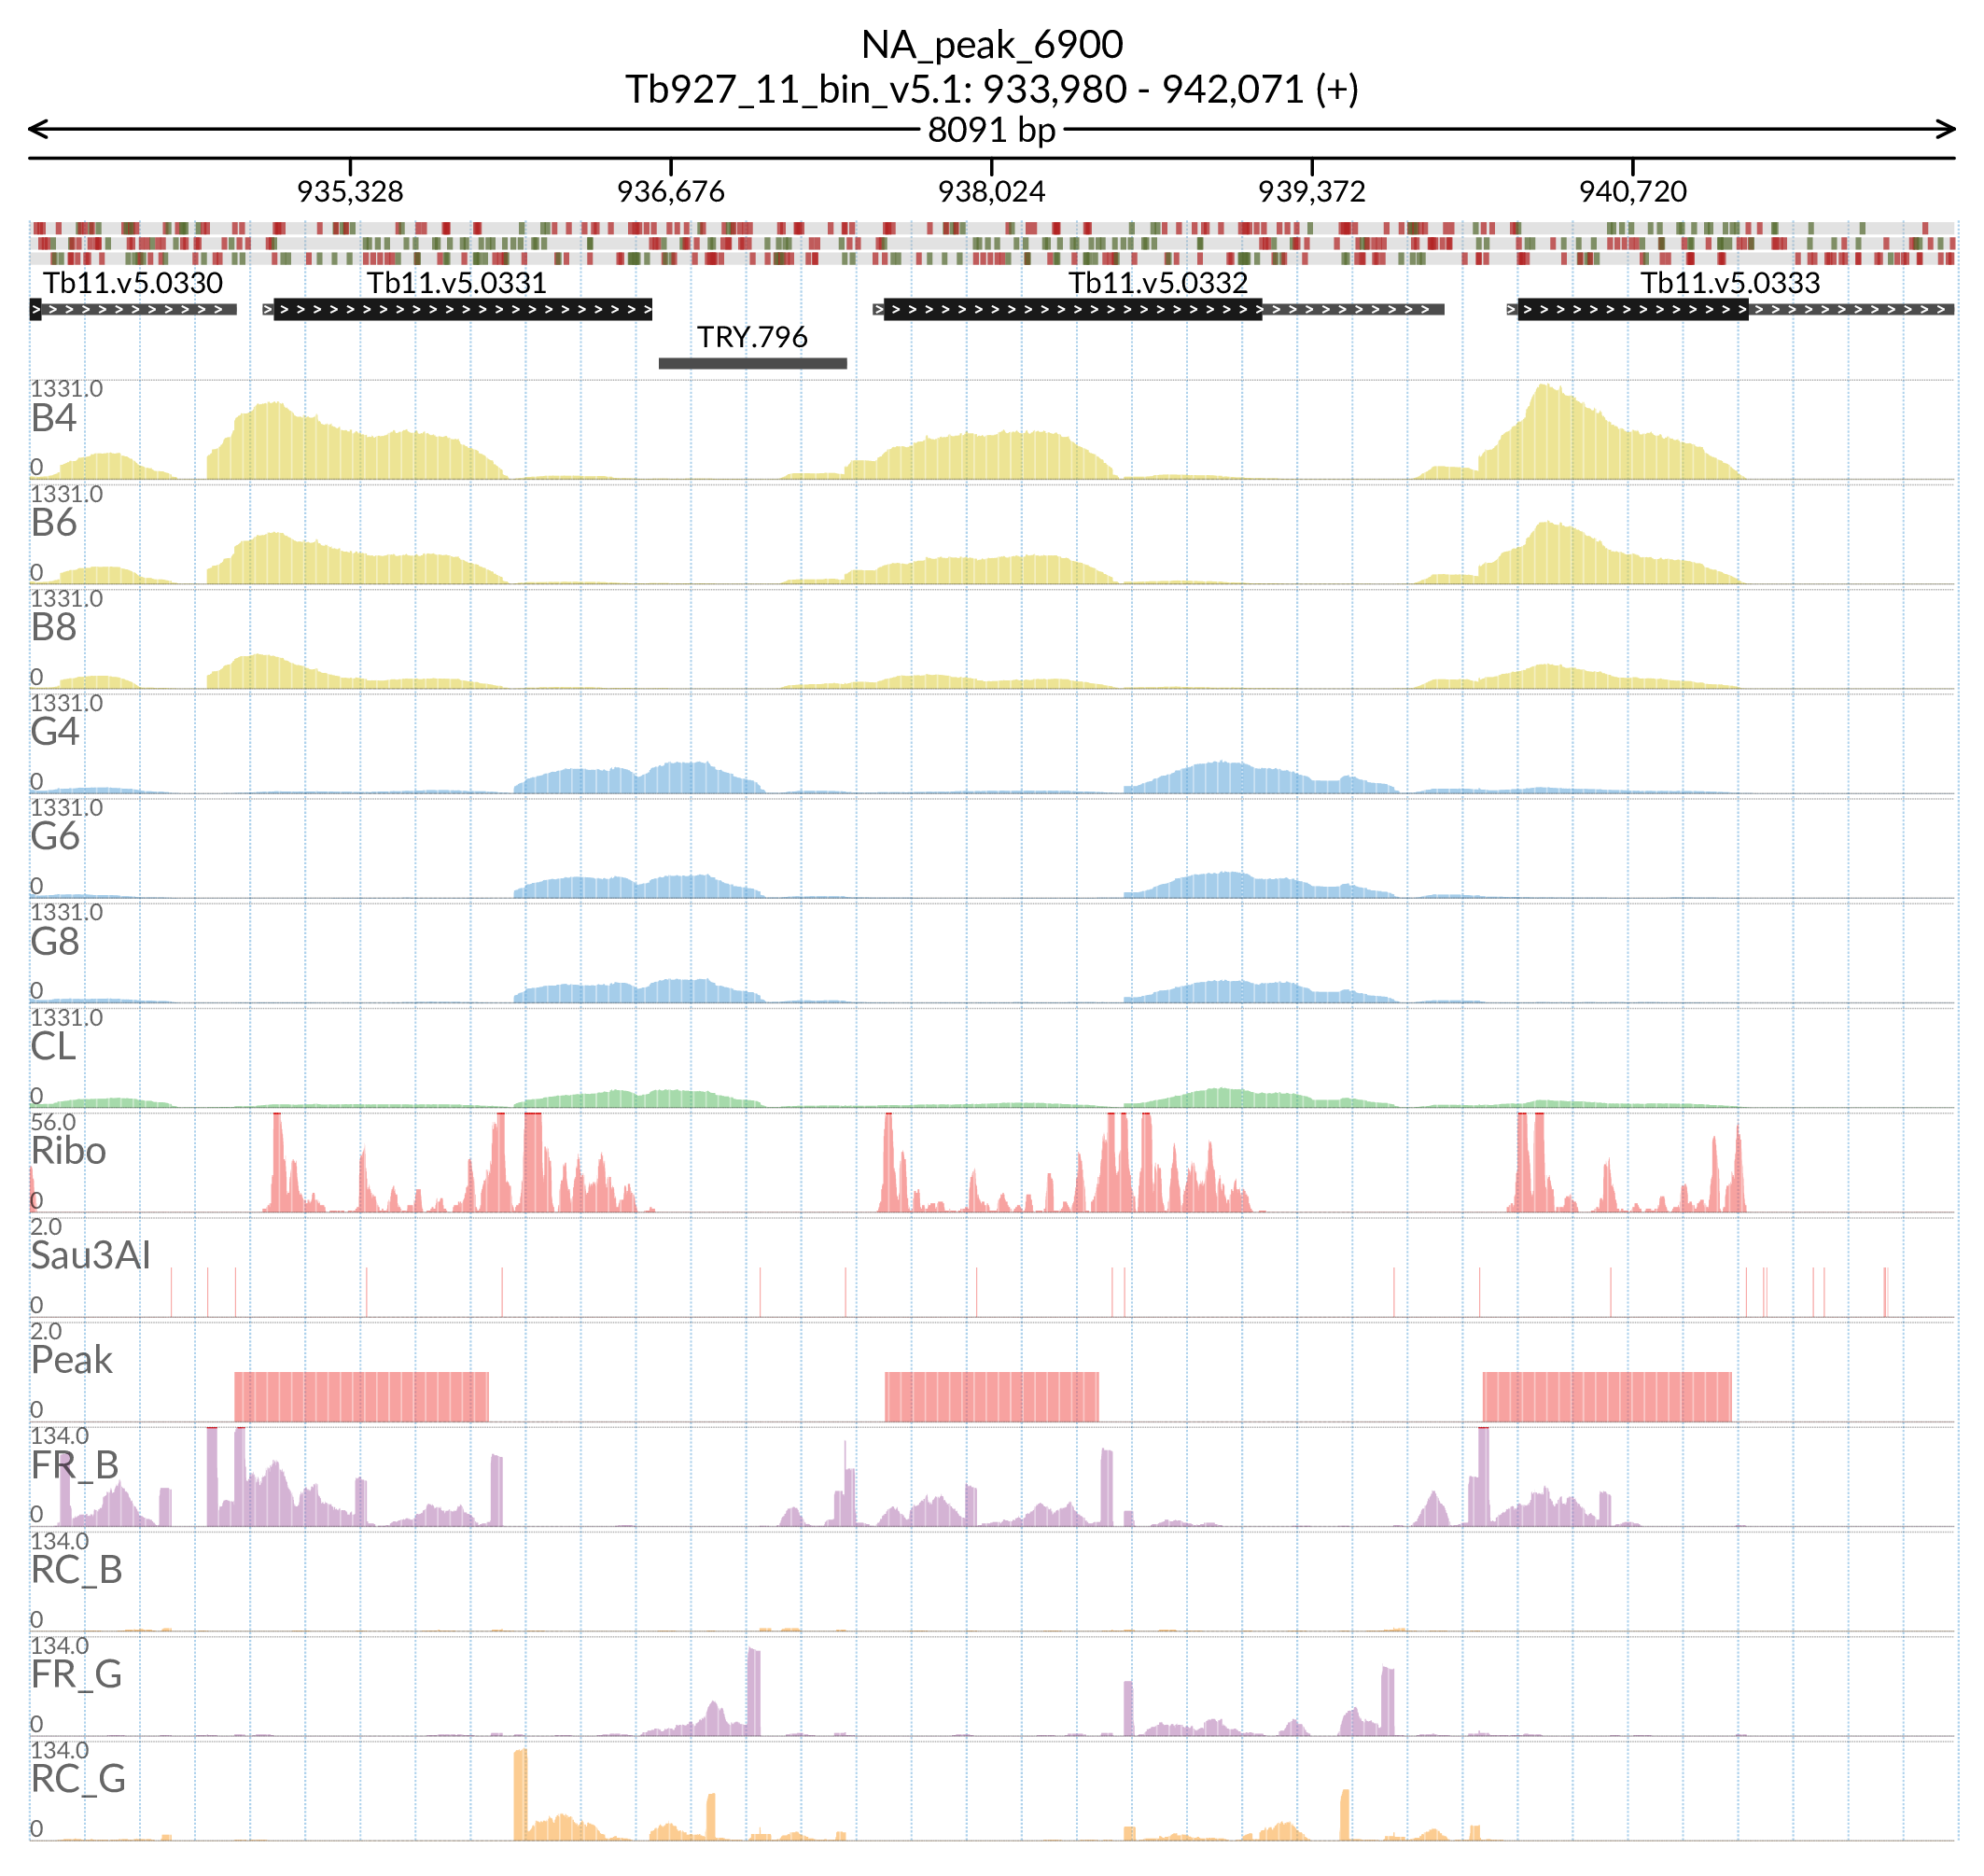 NA_peak_6900
Tb927_11_bin_v5.1: 933,980 - 942,071 (+)
8091 bp
935,328 936,676 938,024 939,372 940,720
Tb11.v5.0330 Tb11.v5.0331 Tb11.v5.0332 Tb11.v5.0333
TRY.796
1331.0
B4
0
1331.0
B6
0
1331.0
B8
0
1331.0
G4
0
1331.0
G6
0
1331.0
G8
0
1331.0
CL
0
56.0
Ribo
0
2.0
Sau3AI
0
2.0
Peak
0
134.0
FR_B
0
134.0
RC_B
0
134.0
FR_G
0
134.0
RC_G
0